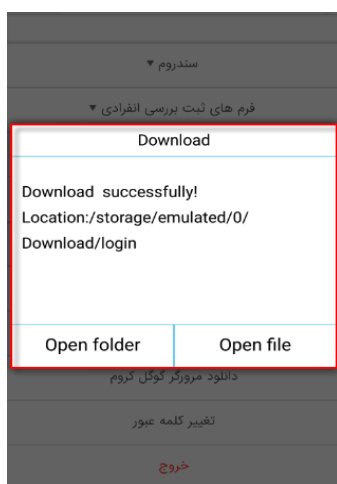 سندروم ▼
فرم های ثبت بررسی انفرادی ▼
Download
Download successfully!
Location:/storage/emulated/0/
Download/login
Open folder
Open file
دانلود مرورگر گوگل کروم
تغییر کلمه عبور
خروج